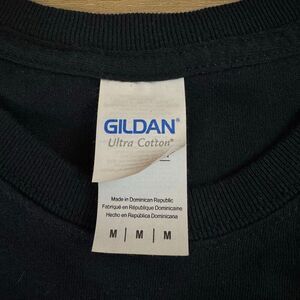 GILDAN®
Ultra Cotton®
Made in Dominican Republic
Fabriqué en République Dominicaine
Hecho en República Dominicana
M | M | M